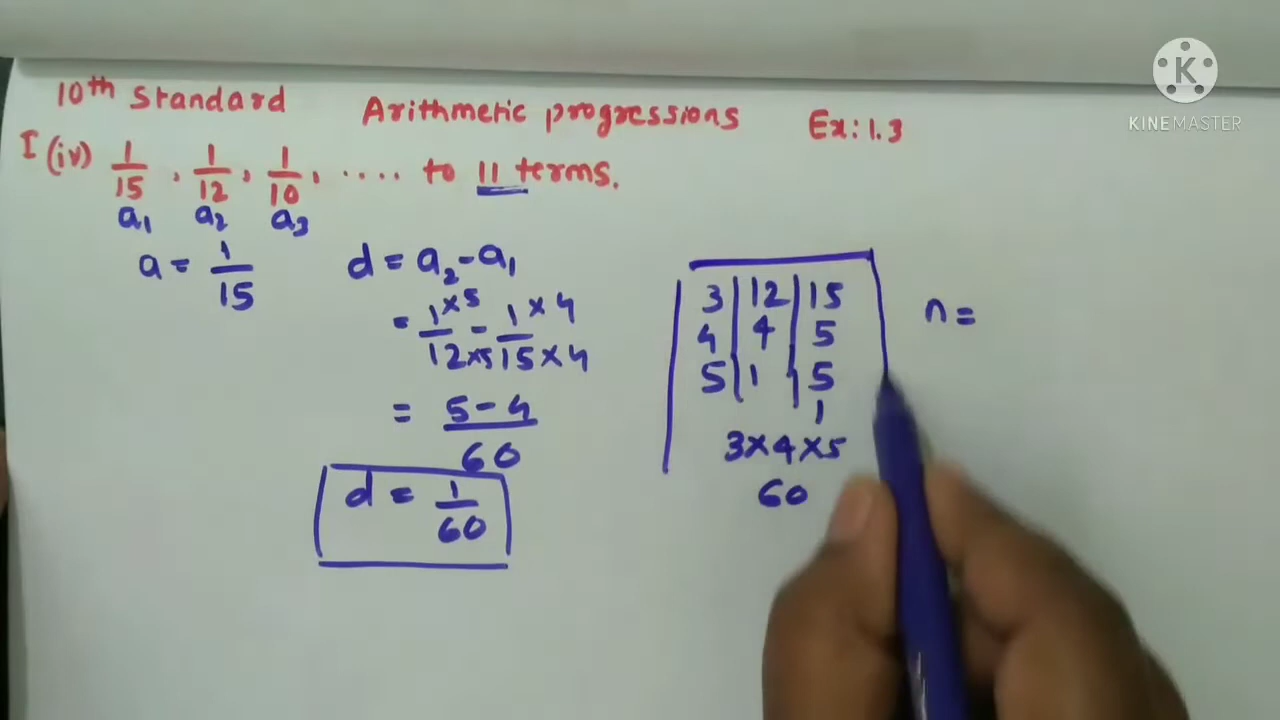 10th Standard Arithmetic progressions Ex: 1.3
I (iv) 1/15, 1/12, 1/10, .... to 11 terms.
a₁ a₂ a₃
a = 1/15
d = a₂ - a₁
= 1×5/12×5 - 1×4/15×4
= 5-4/60
d = 1/60
3|12|15
4|4|5
5|1|5
1
3×4×5
60
n =
K
KINEMASTER